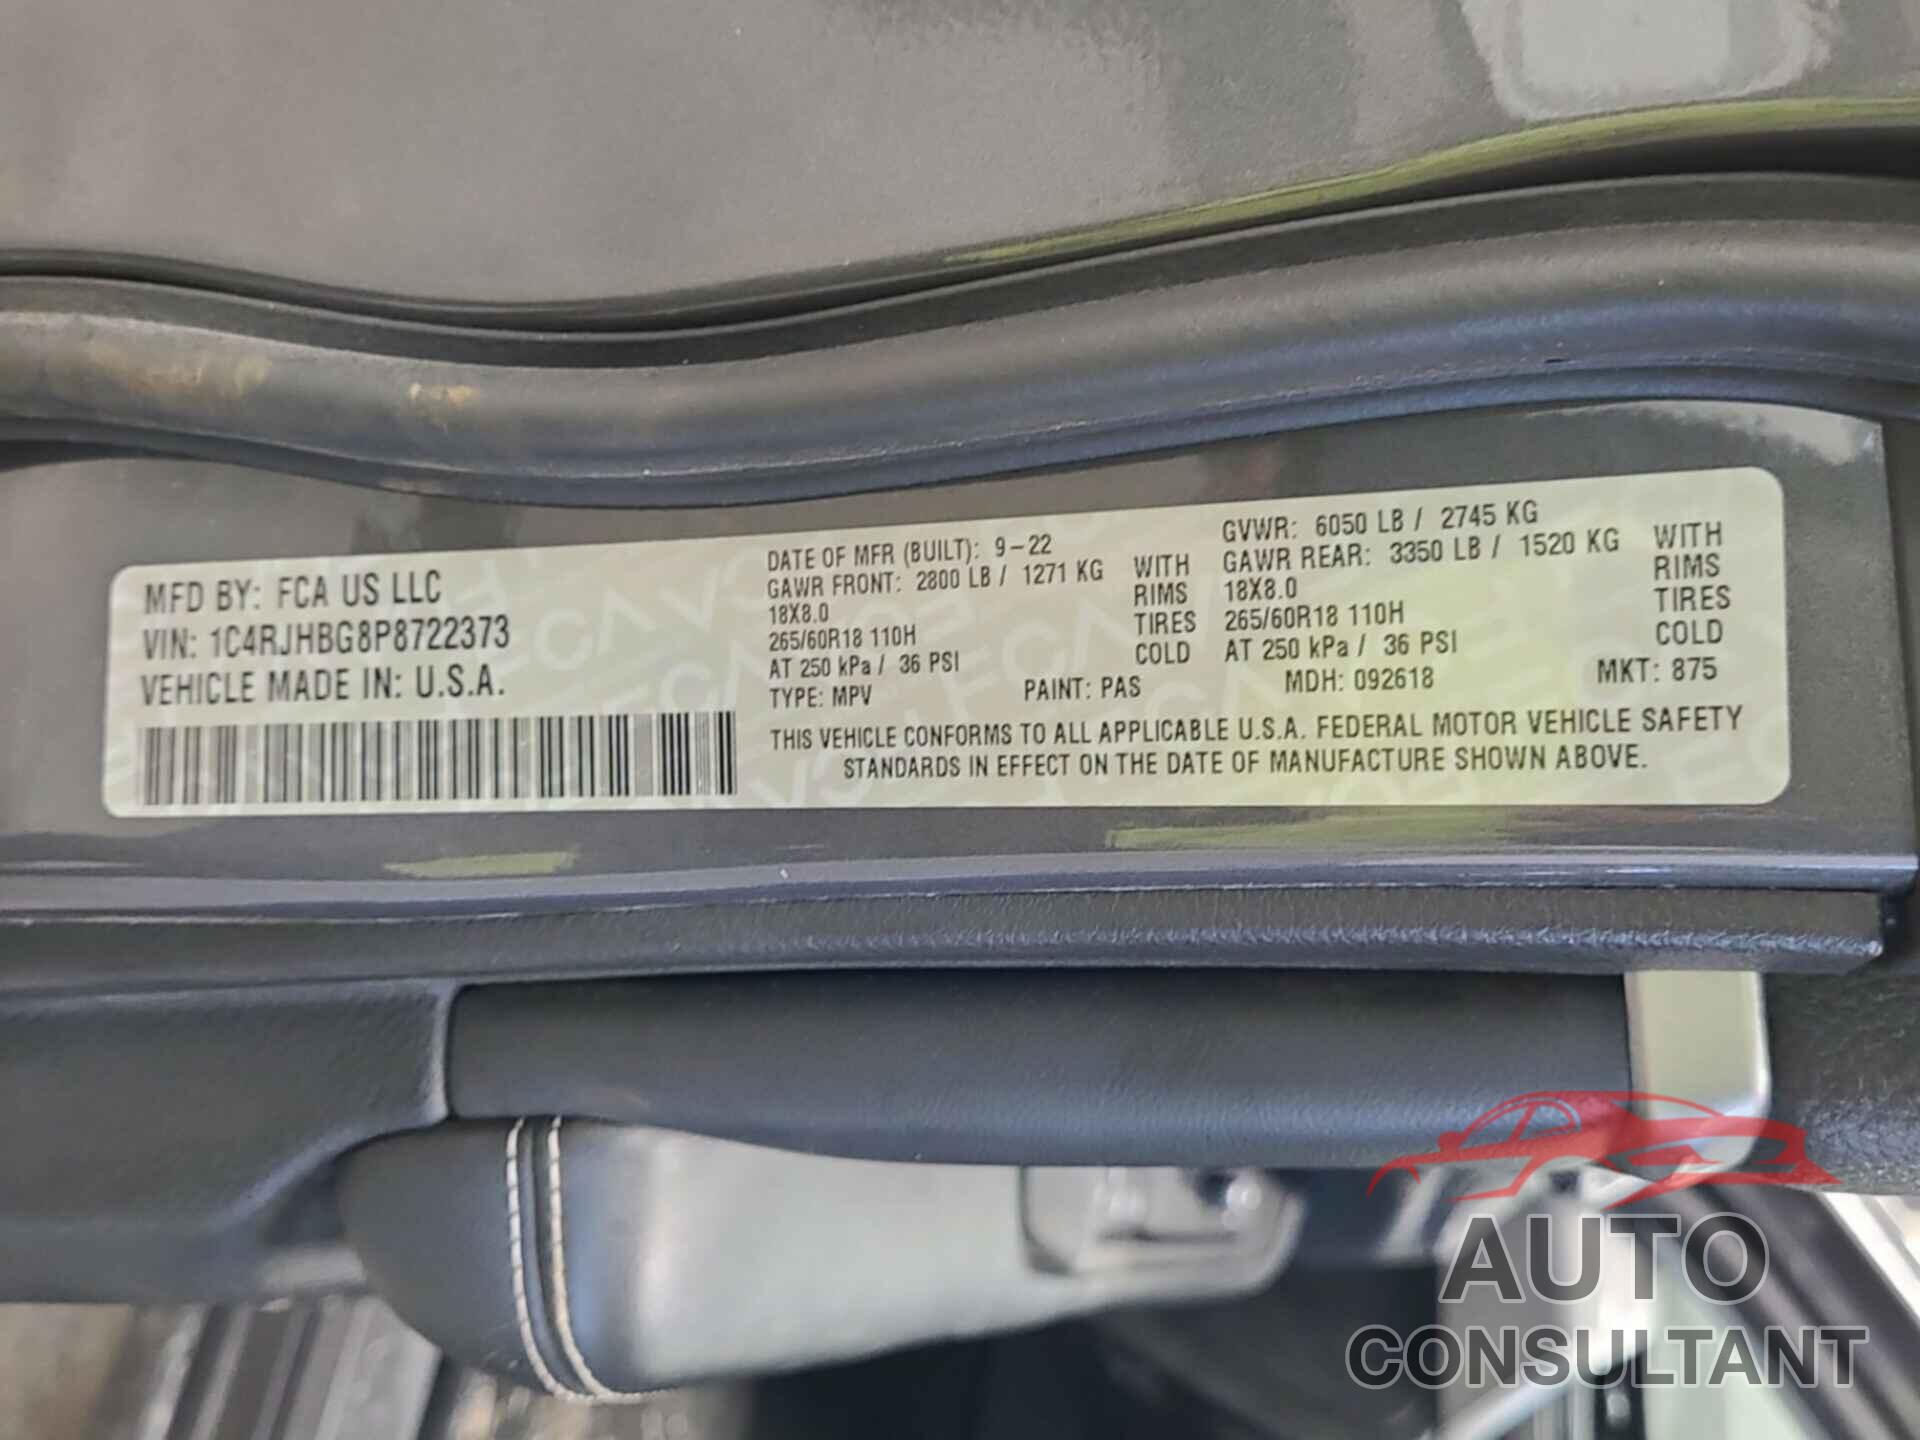 MFD BY: FCA US LLC
VIN: 1C4RJHBG8P8722373
VEHICLE MADE IN: U.S.A.
DATE OF MFR (BUILT): 9-22
GAWR FRONT: 2800 LB / 1271 KG WITH
18X8.0 RIMS
265/60R18 110H TIRES
AT 250 kPa / 36 PSI COLD
GVWR: 6050 LB / 2745 KG
GAWR REAR: 3350 LB / 1520 KG WITH
18X8.0 RIMS
265/60R18 110H TIRES
AT 250 kPa / 36 PSI COLD
TYPE: MPV PAINT: PAS MDH: 092618 MKT: 875
THIS VEHICLE CONFORMS TO ALL APPLICABLE U.S.A. FEDERAL MOTOR VEHICLE SAFETY
STANDARDS IN EFFECT ON THE DATE OF MANUFACTURE SHOWN ABOVE.
AUTO
CONSULTANT